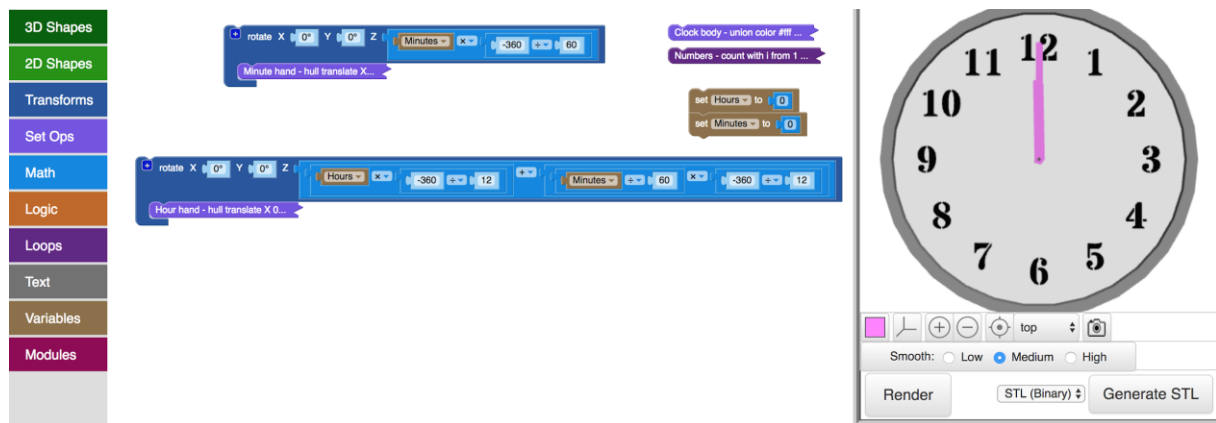 3D Shapes
2D Shapes
Transforms
Set Ops
Math
Logic
Loops
Text
Variables
Modules
rotate X 0° Y 0° Z Minutes × -360 ÷ 60
Minute hand - hull translate X...
Clock body - union color #fff ...
Numbers - count with i from 1 ...
set Hours to 0
set Minutes to 0
rotate X 0° Y 0° Z Hours × -360 ÷ 12 + Minutes ÷ 60 × -360 ÷ 12
Hour hand - hull translate X 0...
12
11 1
10 2
9 3
8 4
7 5
6
top
Smooth: Low Medium High
Render STL (Binary) Generate STL